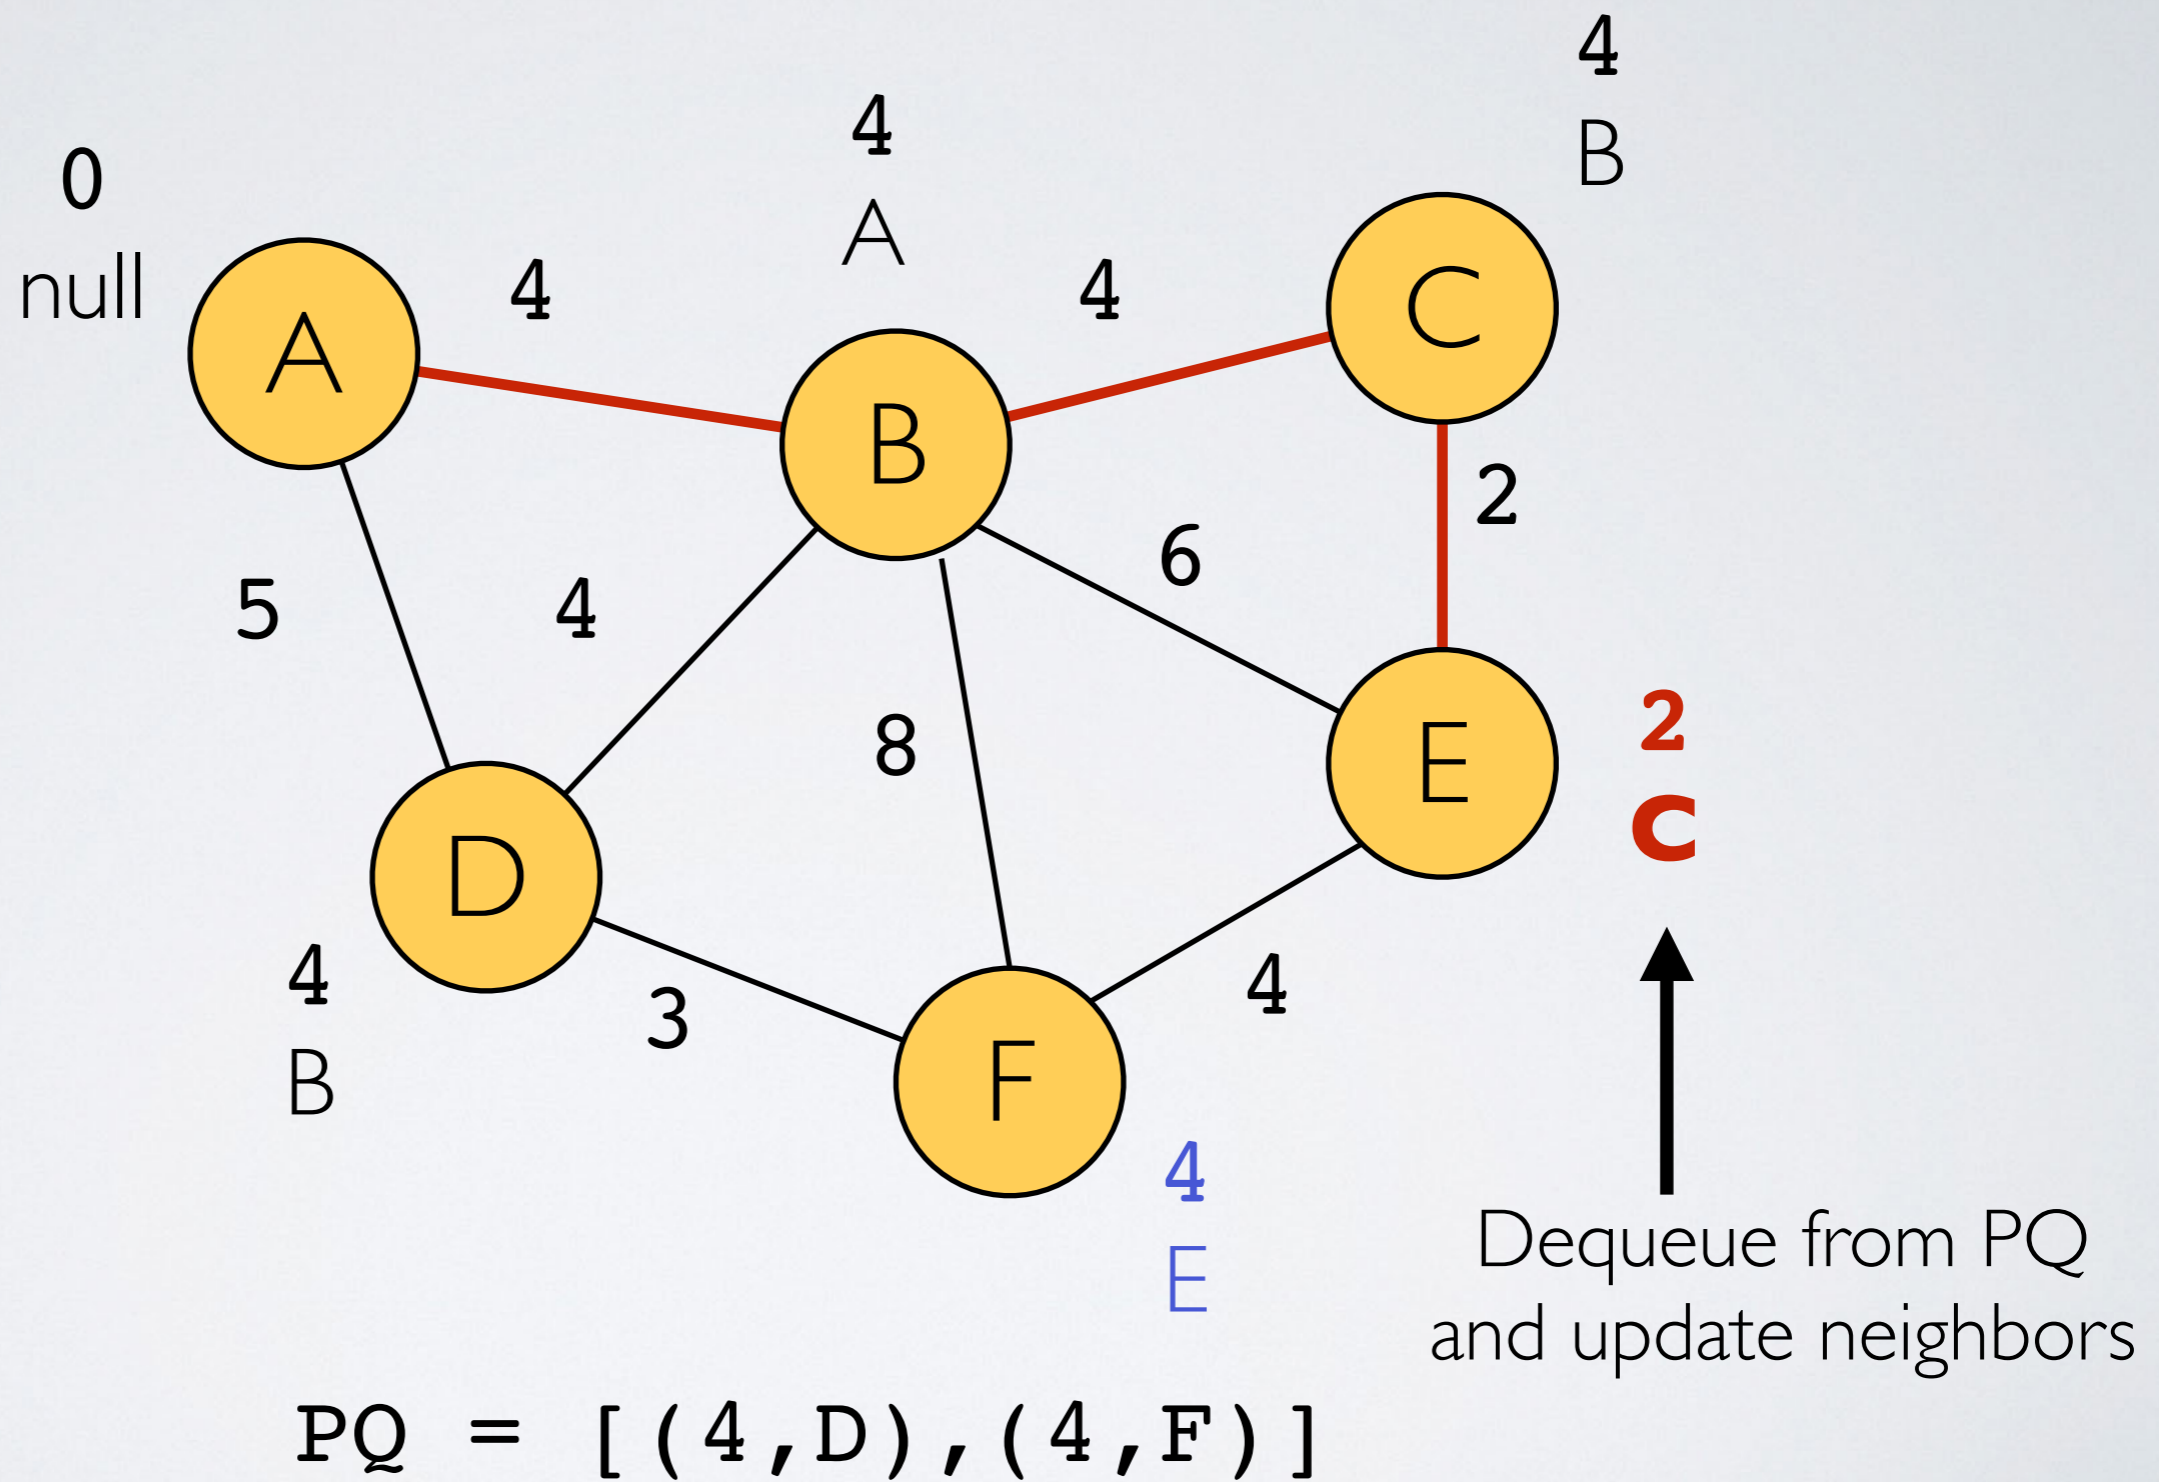 4
B
4
A
0
null
4
4
A
B
C
2
6
5
4
8
2
C
D
E
4
B
3
4
F
4
E
Dequeue from PQ
and update neighbors
PQ = [(4,D),(4,F)]